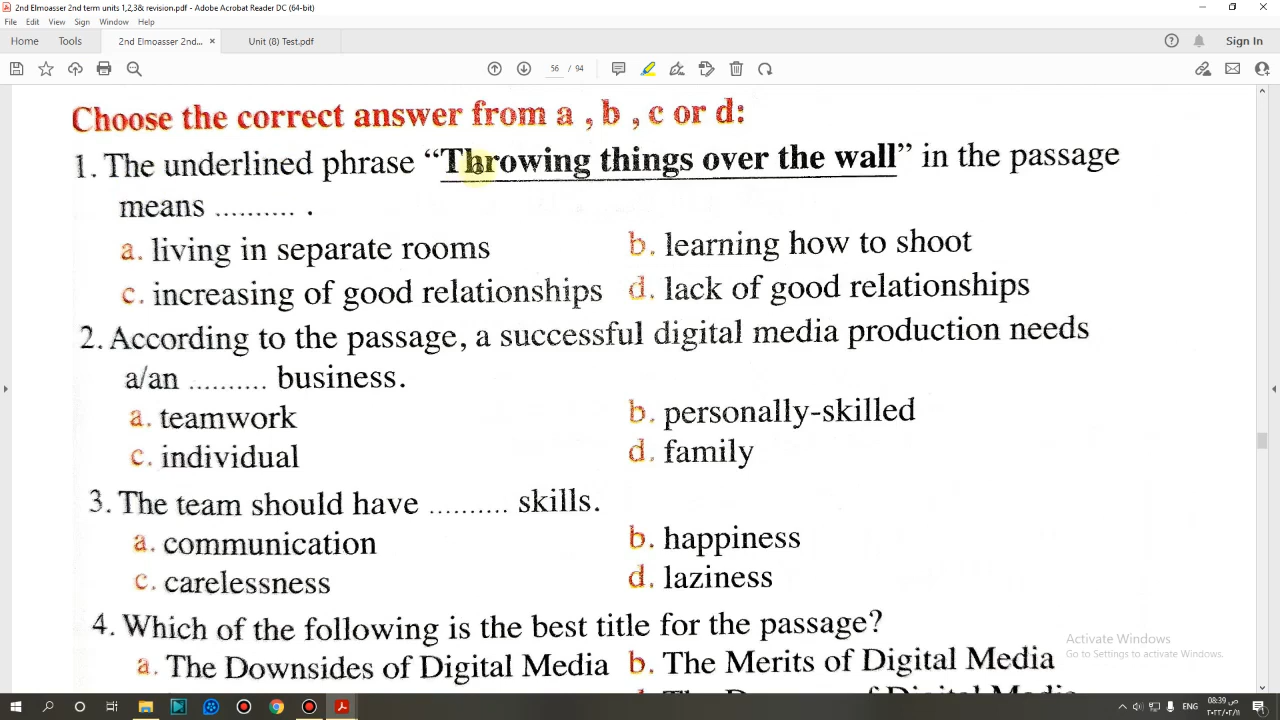 2nd Elmoasser 2nd term units 1,2,3& revision.pdf - Adobe Acrobat Reader DC (64-bit)
File Edit View Sign Window Help
Home Tools 2nd Elmoasser 2nd... × Unit (8) Test.pdf Sign In
56 / 94
Choose the correct answer from a , b , c or d:
1. The underlined phrase “Throwing things over the wall” in the passage
means .......... .
a. living in separate rooms b. learning how to shoot
c. increasing of good relationships d. lack of good relationships
2. According to the passage, a successful digital media production needs
a/an .......... business.
a. teamwork b. personally-skilled
c. individual d. family
3. The team should have .......... skills.
a. communication b. happiness
c. carelessness d. laziness
4. Which of the following is the best title for the passage?
a. The Downsides of Digital Media b. The Merits of Digital Media
Activate Windows
Go to Settings to activate Windows.
ENG 08:39 ص